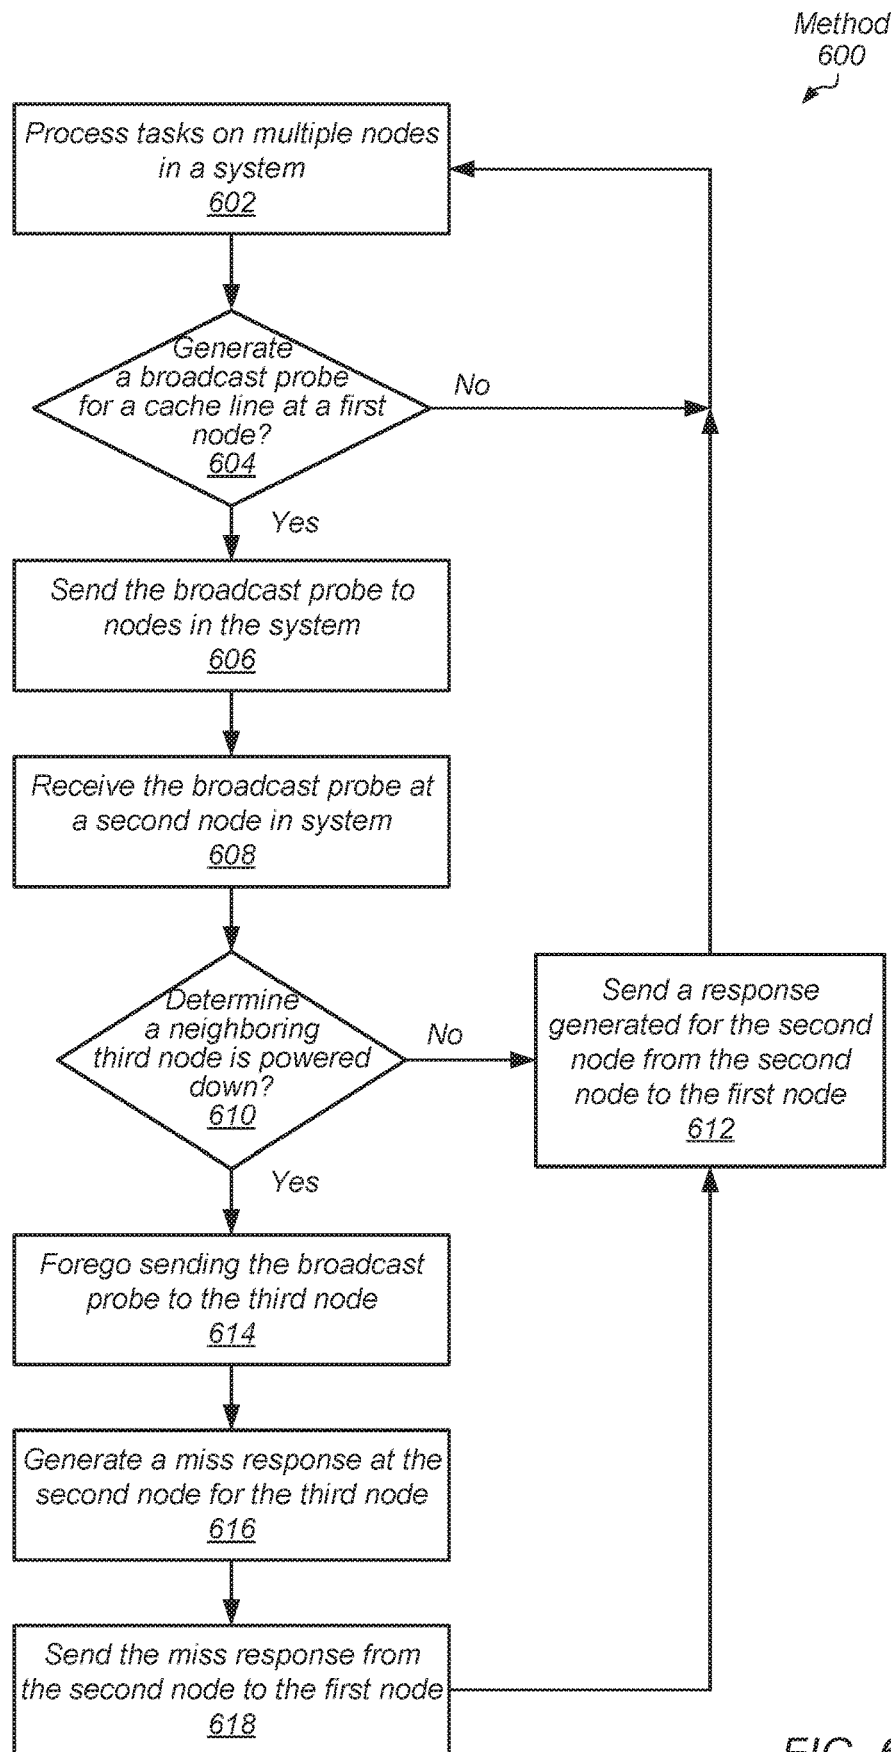 Method
600
Process tasks on multiple nodes
in a system
602
Generate
a broadcast probe
for a cache line at a first
node?
604
No
Yes
Send the broadcast probe to
nodes in the system
606
Receive the broadcast probe at
a second node in system
608
Determine
a neighboring
third node is powered
down?
610
No
Send a response
generated for the second
node from the second
node to the first node
612
Yes
Forego sending the broadcast
probe to the third node
614
Generate a miss response at the
second node for the third node
616
Send the miss response from
the second node to the first node
618
FIG. 6